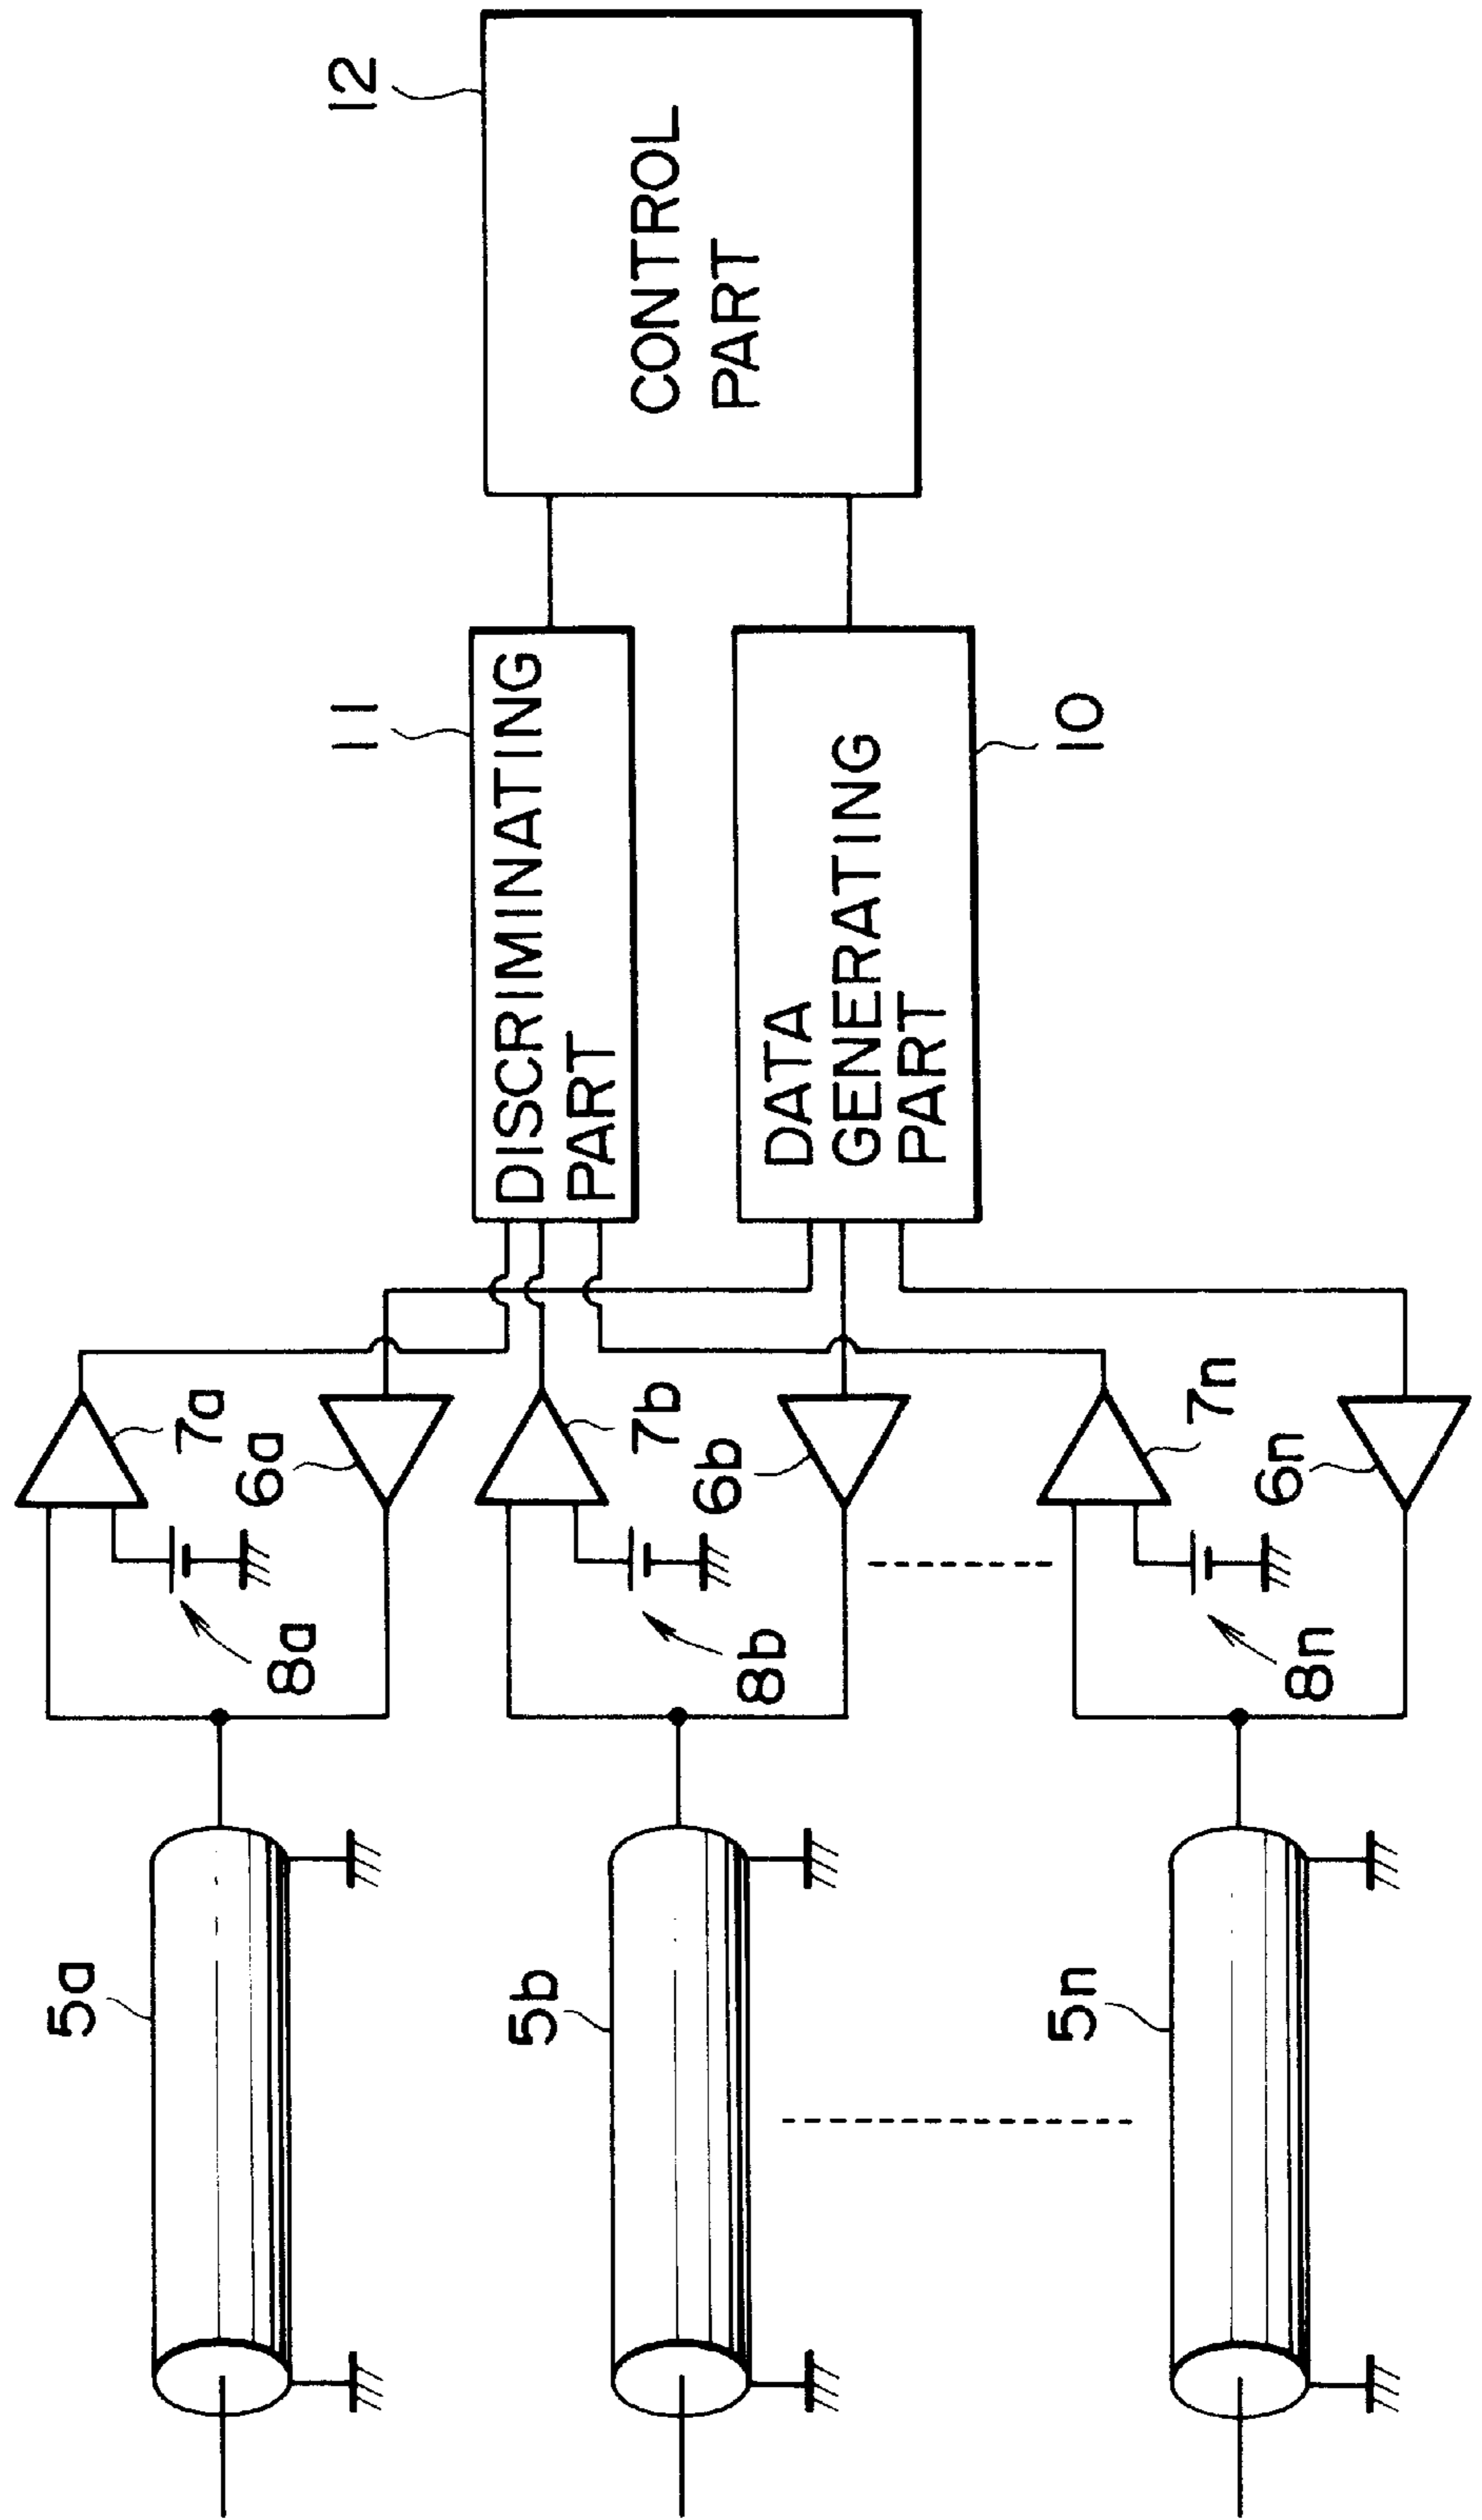 12
CONTROL
PART
11
DISCRIMINATING
PART
DATA
GENERATING
PART
10
7a
6a
7b
6b
7n
6n
8a
8b
8n
5a
5b
5n